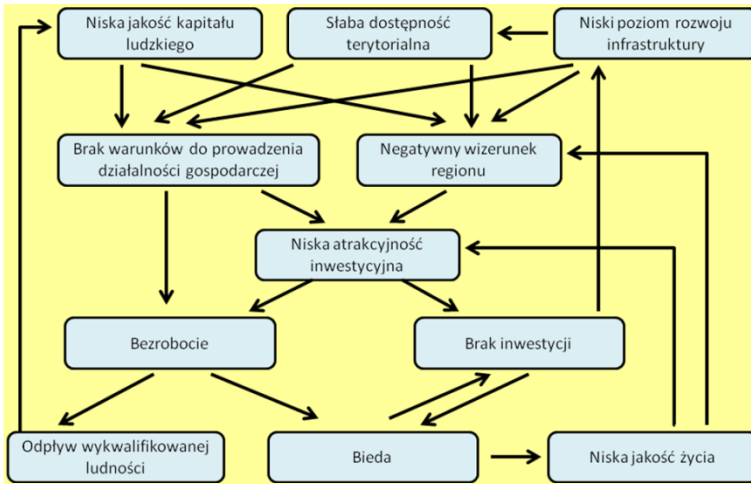 Niska jakość kapitału
ludzkiego
Słaba dostępność
terytorialna
Niski poziom rozwoju
infrastruktury
Brak warunków do prowadzenia
działalności gospodarczej
Negatywny wizerunek
regionu
Niska atrakcyjność
inwestycyjna
Bezrobocie
Brak inwestycji
Odpływ wykwalifikowanej
ludności
Bieda
Niska jakość życia